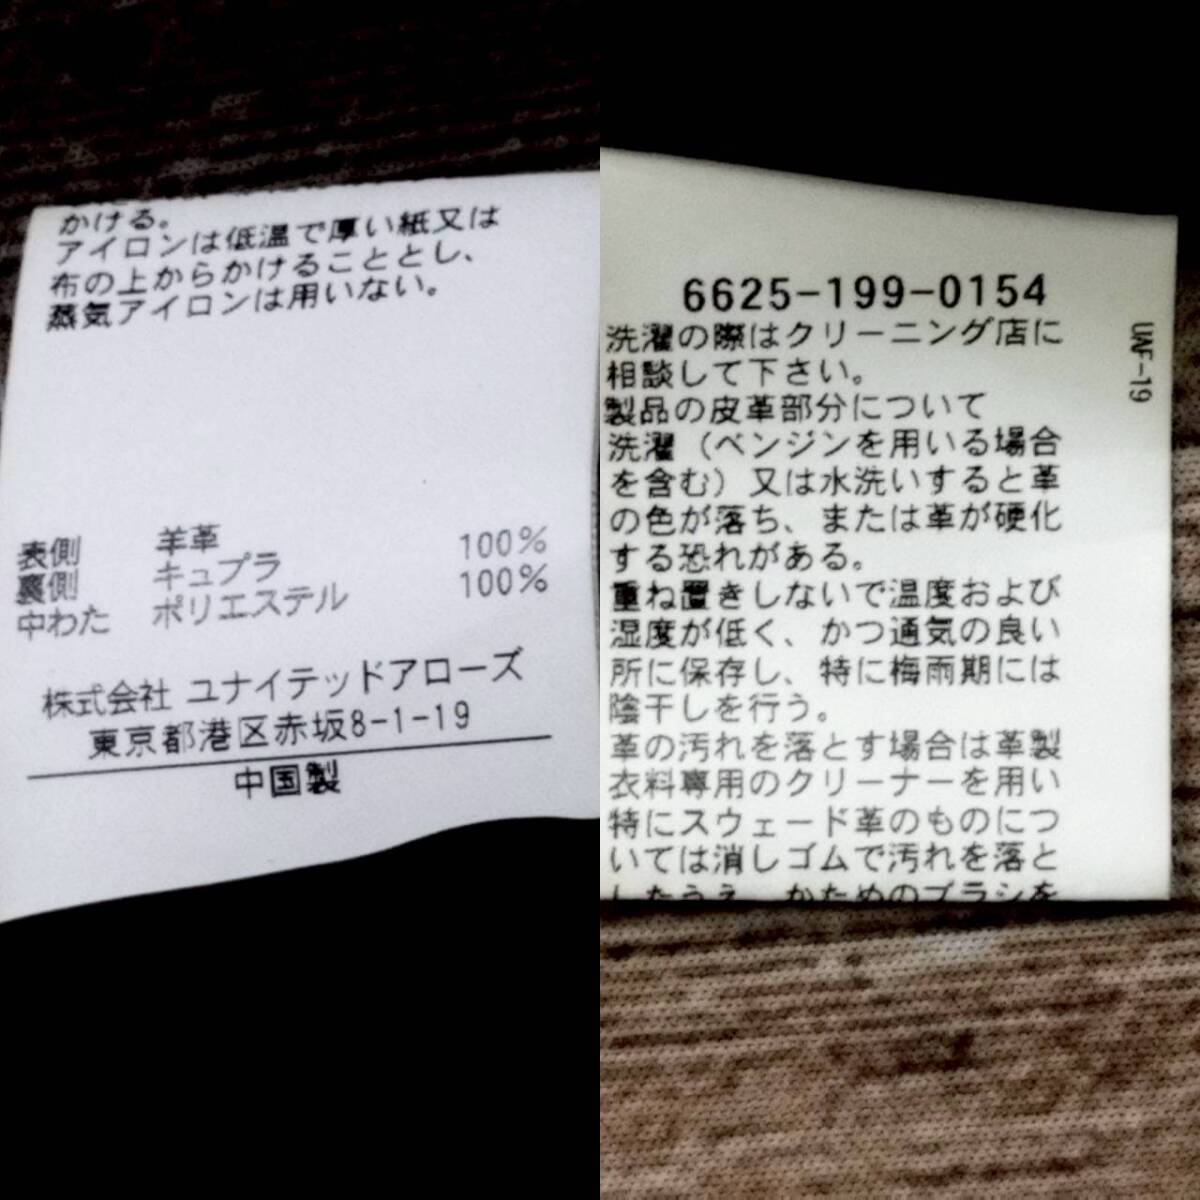 かける。
アイロンは低温で厚い紙又は
布の上からかけることとし、
蒸気アイロンは用いない。
表側 羊革 100%
裏側 キュプラ 100%
中わた ポリエステル
株式会社 ユナイテッドアローズ
東京都港区赤坂8-1-19
中国製
6625-199-0154
UAF-19
洗濯の際はクリーニング店に
相談して下さい。
製品の皮革部分について
洗濯（ベンジンを用いる場合
を含む）又は水洗いすると革
の色が落ち、または革が硬化
する恐れがある。
重ね置きしないで温度および
湿度が低く、かつ通気の良い
所に保存し、特に梅雨期には
陰干しを行う。
革の汚れを落とす場合は革製
衣料専用のクリーナーを用い
特にスウェード革のものにつ
いては消しゴムで汚れを落と
したうえ、かためのブラシを